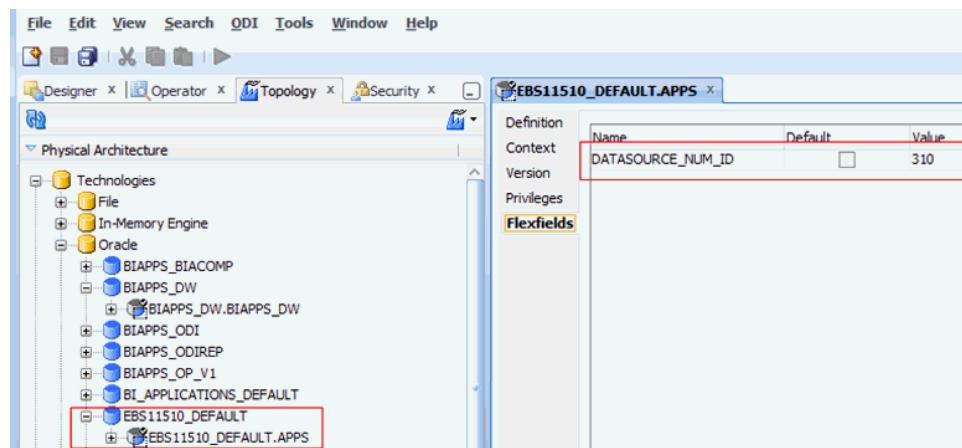 File Edit View Search ODI Tools Window Help
Designer x Operator x Topology x Security x
Physical Architecture
Technologies
File
In-Memory Engine
Oracle
BIAPPS_BIACOMP
BIAPPS_DW
BIAPPS_DW.BIAPPS_DW
BIAPPS_ODI
BIAPPS_ODIREP
BIAPPS_OP_V1
BI_APPLICATIONS_DEFAULT
EBS11510_DEFAULT
EBS11510_DEFAULT.APPS
EBS11510_DEFAULT.APPS x
Definition
Context
Version
Privileges
Flexfields
Name Default Value
DATASOURCE_NUM_ID 310